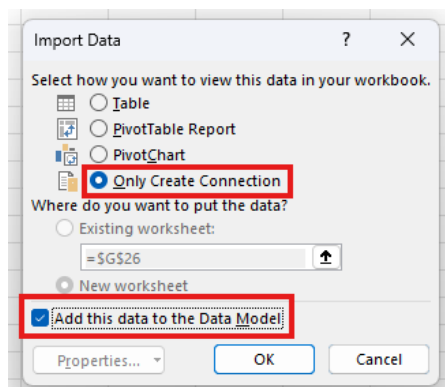 Import Data ? ×
Select how you want to view this data in your workbook.
Table
PivotTable Report
PivotChart
Only Create Connection
Where do you want to put the data?
Existing worksheet:
=$G$26
New worksheet
Add this data to the Data Model
Properties...
OK Cancel